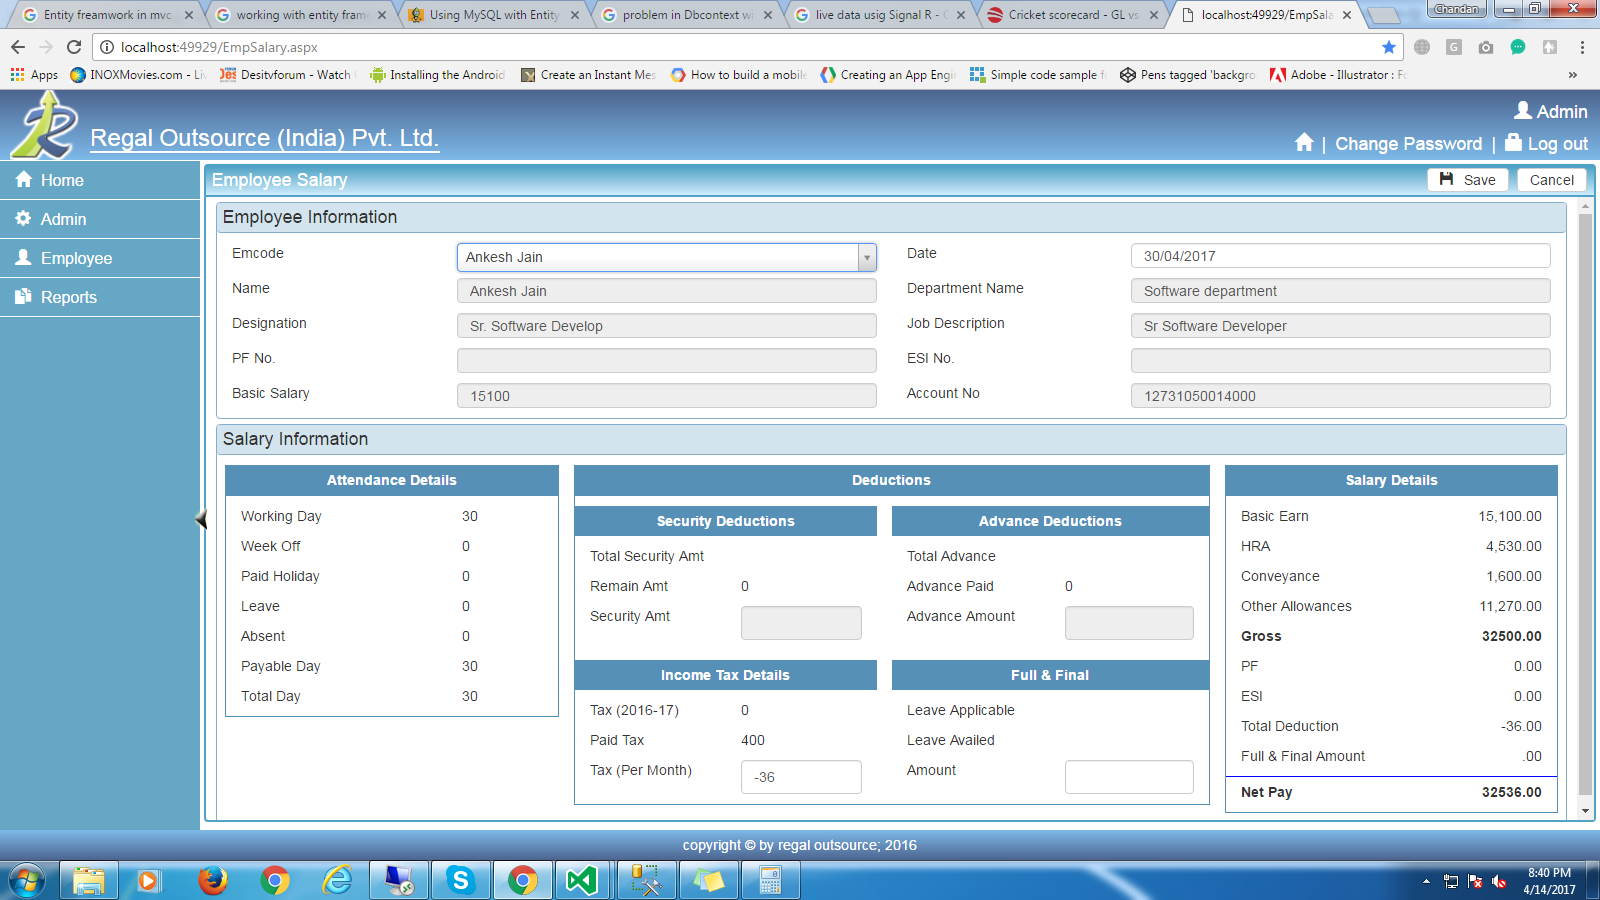 Entity freamwork in mvc
working with entity frame
Using MySQL with Entity
problem in Dbcontext wi
live data usig Signal R - G
Cricket scorecard - GL vs
localhost:49929/EmpSala
Chandan
localhost:49929/EmpSalary.aspx
Apps
INOXMovies.com - Liv
Desitvforum - Watch
Installing the Android
Create an Instant Mes
How to build a mobile
Creating an App Engi
Simple code sample f
Pens tagged 'backgro
Adobe - Illustrator : Fo
»
Regal Outsource (India) Pvt. Ltd.
Admin
| Change Password | Log out
Home
Admin
Employee
Reports
Employee Salary
Save
Cancel
Employee Information
Emcode Ankesh Jain Date 30/04/2017
Name Ankesh Jain Department Name Software department
Designation Sr. Software Develop Job Description Sr Software Developer
PF No. ESI No.
Basic Salary 15100 Account No 12731050014000
Salary Information
Attendance Details
Working Day 30
Week Off 0
Paid Holiday 0
Leave 0
Absent 0
Payable Day 30
Total Day 30
Deductions
Security Deductions
Total Security Amt
Remain Amt 0
Security Amt
Advance Deductions
Total Advance
Advance Paid 0
Advance Amount
Income Tax Details
Tax (2016-17) 0
Paid Tax 400
Tax (Per Month) -36
Full & Final
Leave Applicable
Leave Availed
Amount
Salary Details
Basic Earn 15,100.00
HRA 4,530.00
Conveyance 1,600.00
Other Allowances 11,270.00
Gross 32500.00
PF 0.00
ESI 0.00
Total Deduction -36.00
Full & Final Amount .00
Net Pay 32536.00
copyright © by regal outsource; 2016
8:40 PM
4/14/2017